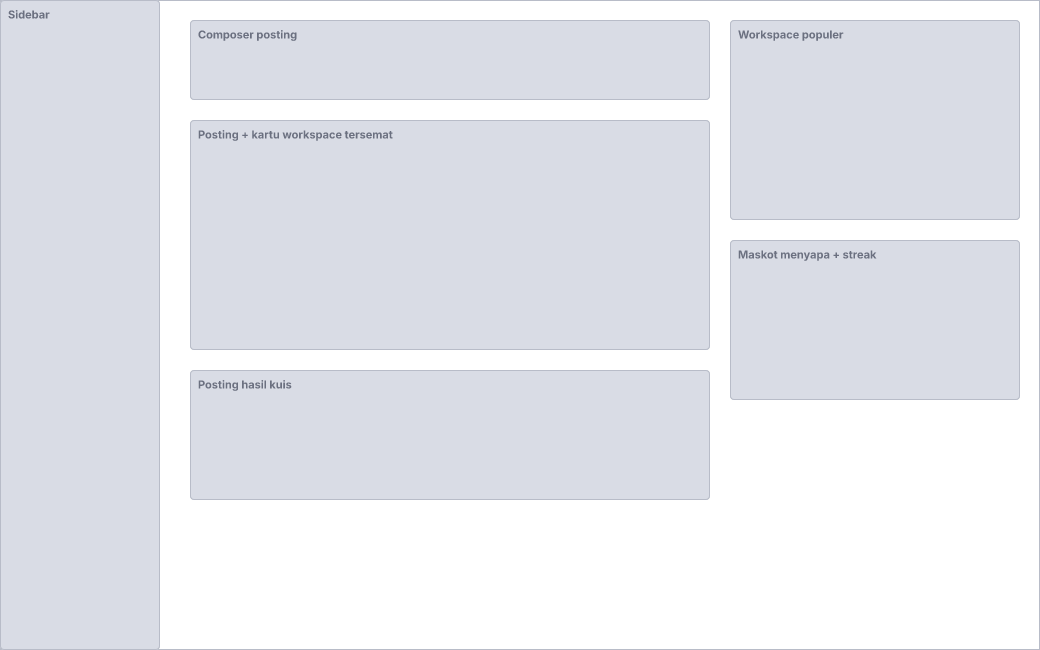 Sidebar
Composer posting
Posting + kartu workspace tersemat
Posting hasil kuis
Workspace populer
Maskot menyapa + streak